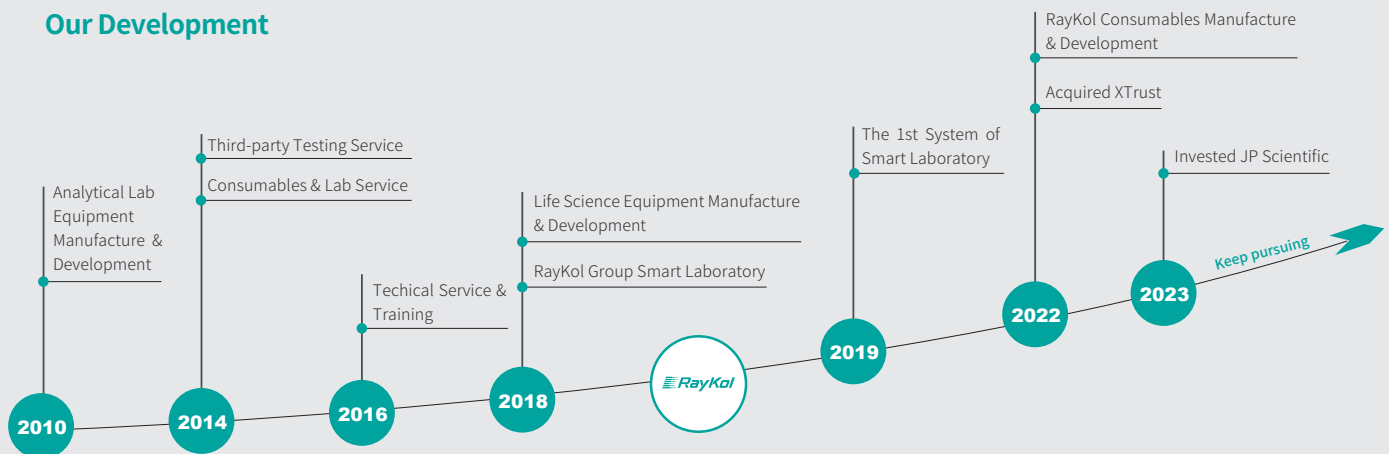 Our Development
Analytical Lab
Equipment
Manufacture &
Development
2010
Third-party Testing Service
Consumables & Lab Service
2014
Techical Service &
Training
2016
Life Science Equipment Manufacture
& Development
RayKol Group Smart Laboratory
2018
RayKol
The 1st System of
Smart Laboratory
2019
RayKol Consumables Manufacture
& Development
Acquired XTrust
2022
Invested JP Scientific
2023
Keep pursuing